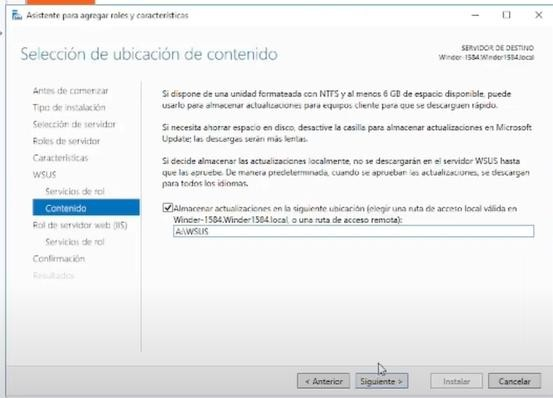 Asistente para agregar roles y características
Selección de ubicación de contenido
SERVIDOR DE DESTINO
Winder-1584.Winder1584.local
Antes de comenzar
Tipo de instalación
Selección de servidor
Roles de servidor
Características
WSUS
Servicios de rol
Contenido
Rol de servidor web (IIS)
Servicios de rol
Confirmación
Resultados
Si dispone de una unidad formateada con NTFS y al menos 6 GB de espacio disponible, puede
usarlo para almacenar actualizaciones para equipos cliente para que se descarguen rápido.
Si necesita ahorrar espacio en disco, desactive la casilla para almacenar actualizaciones en Microsoft
Update; las descargas serán más lentas.
Si decide almacenar las actualizaciones localmente, no se descargarán en el servidor WSUS hasta
que las apruebe. De manera predeterminada, cuando se aprueban las actualizaciones, se descargan
para todos los idiomas.
Almacenar actualizaciones en la siguiente ubicación (elegir una ruta de acceso local válida en
Winder-1584.Winder1584.local, o una ruta de acceso remota):
A:\WSUS
< Anterior
Siguiente >
Instalar
Cancelar